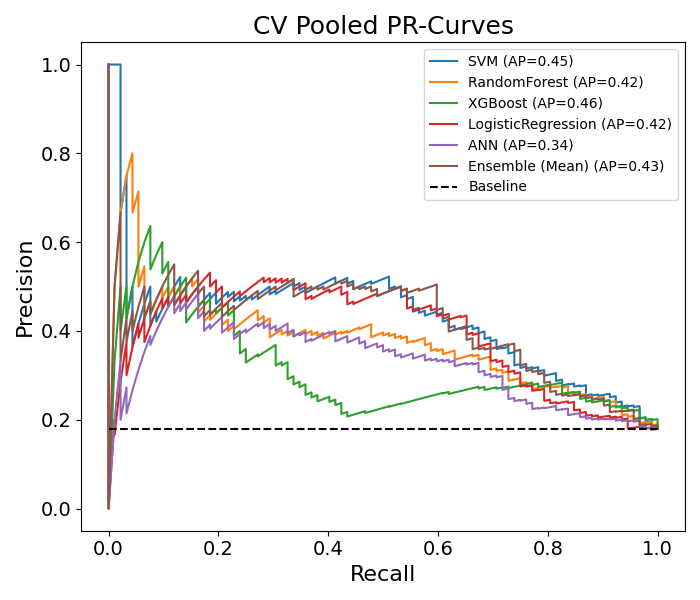 CV Pooled PR-Curves
SVM (AP=0.45)
RandomForest (AP=0.42)
XGBoost (AP=0.46)
LogisticRegression (AP=0.42)
ANN (AP=0.34)
Ensemble (Mean) (AP=0.43)
Baseline
Precision
1.0
0.8
0.6
0.4
0.2
0.0
0.0 0.2 0.4 0.6 0.8 1.0
Recall